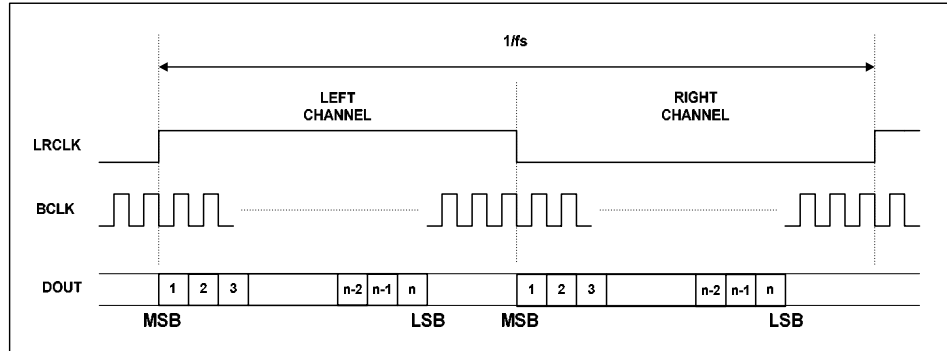 1/fs
LEFT
CHANNEL
RIGHT
CHANNEL
LRCLK
BCLK
DOUT
1 2 3 n-2 n-1 n 1 2 3 n-2 n-1 n
MSB LSB MSB LSB